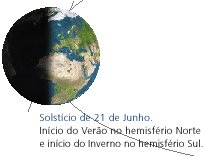 Solstício de 21 de Junho.
Início do Verão no hemisfério Norte
e início do Inverno no hemisfério Sul.